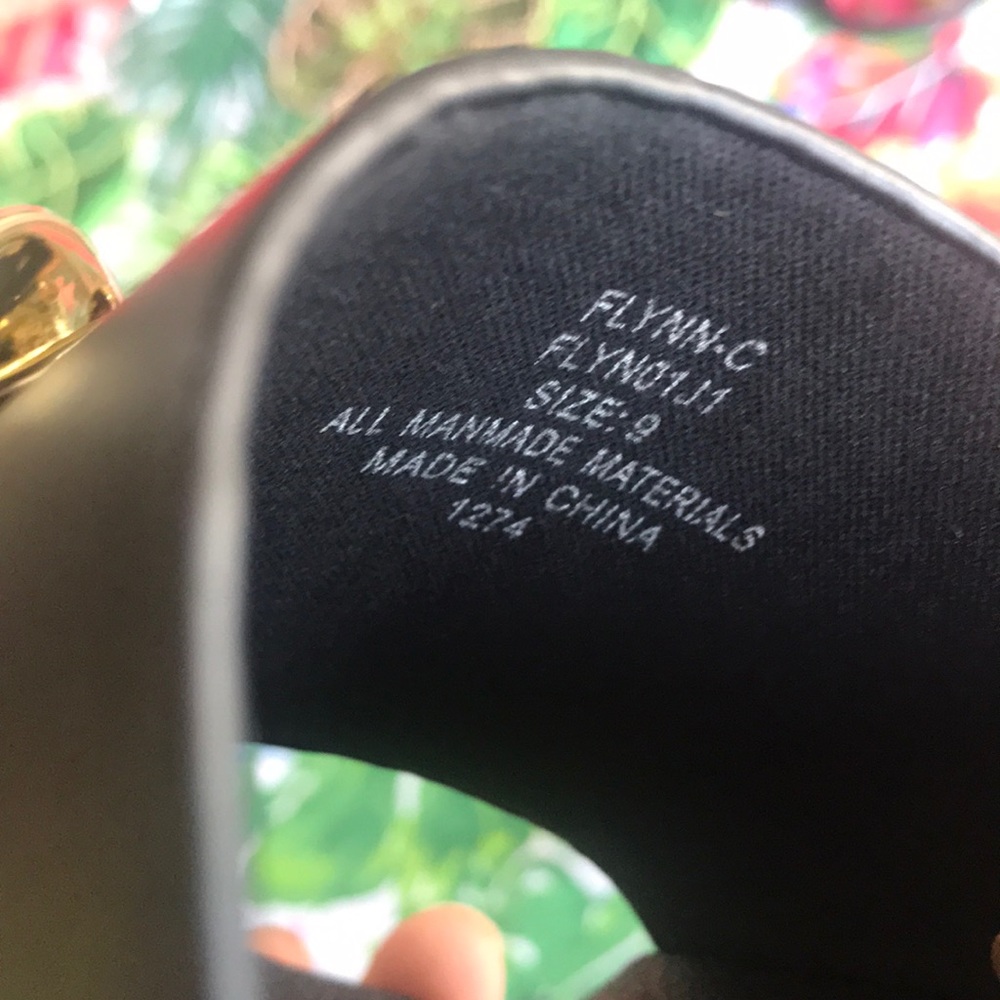 FLYNN-C
FLYN01J1
SIZE: 9
ALL MANMADE MATERIALS
MADE IN CHINA
1274